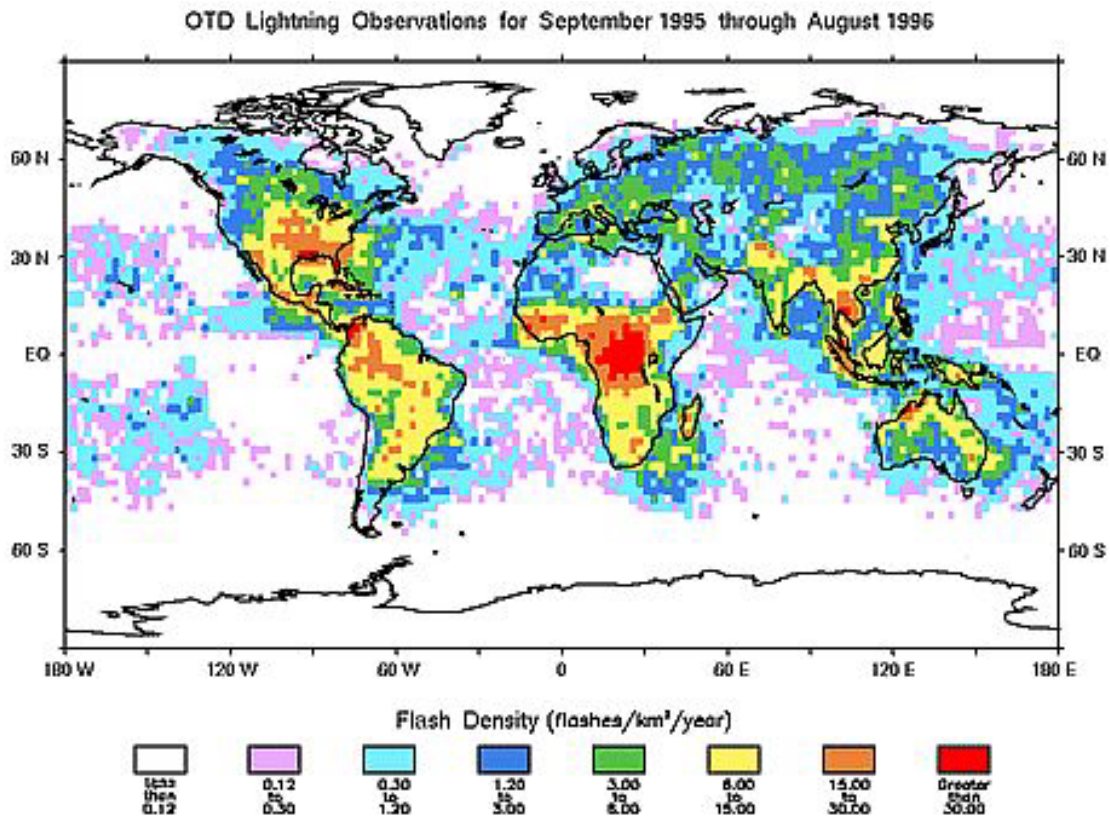 OTD Lightning Observations for September 1995 through August 1996
60 N 60 N
30 N 30 N
EQ EQ
30 S 30 S
60 S 60 S
180 W 120 W 60 W 0 60 E 120 E 180 E
Flash Density (flashes/km²/year)
Less 0.12 0.30 1.20 3.00 6.00 15.00 Greater
than to to to to to to than
0.12 0.30 1.20 3.00 6.00 15.00 30.00 30.00